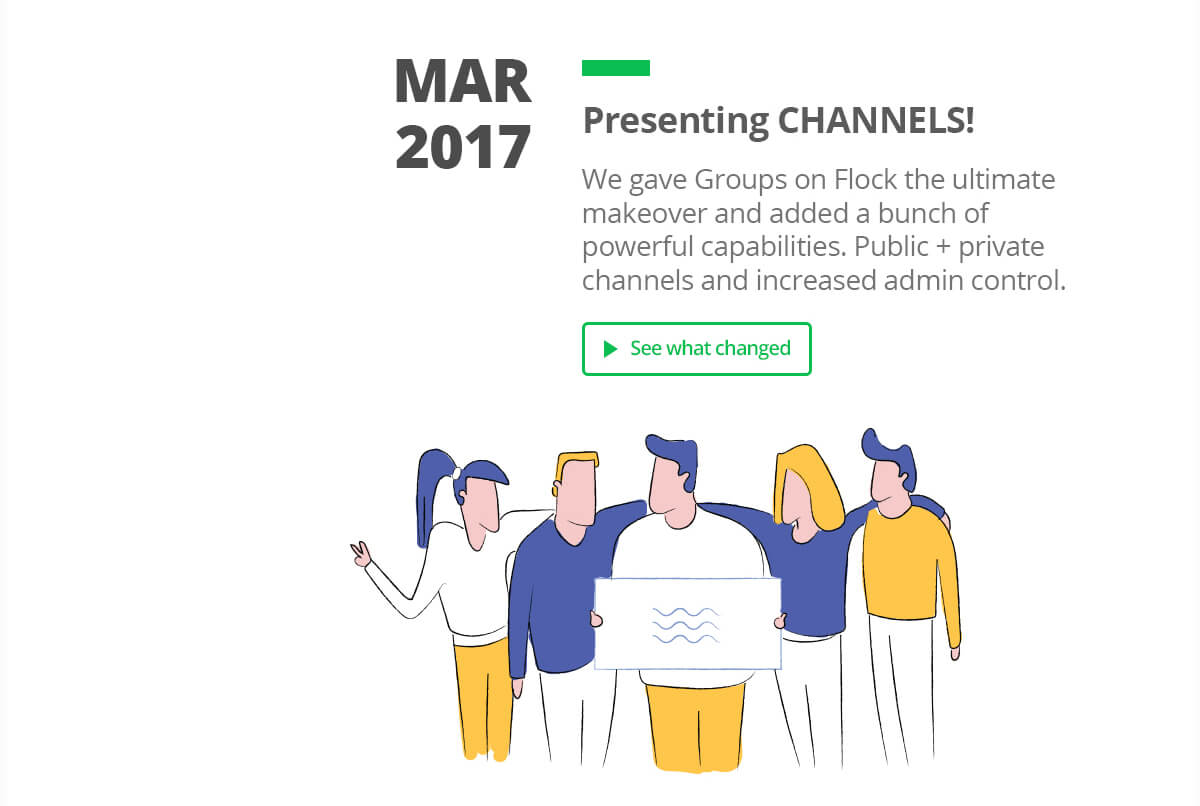 MAR
2017
Presenting CHANNELS!
We gave Groups on Flock the ultimate
makeover and added a bunch of
powerful capabilities. Public + private
channels and increased admin control.
See what changed